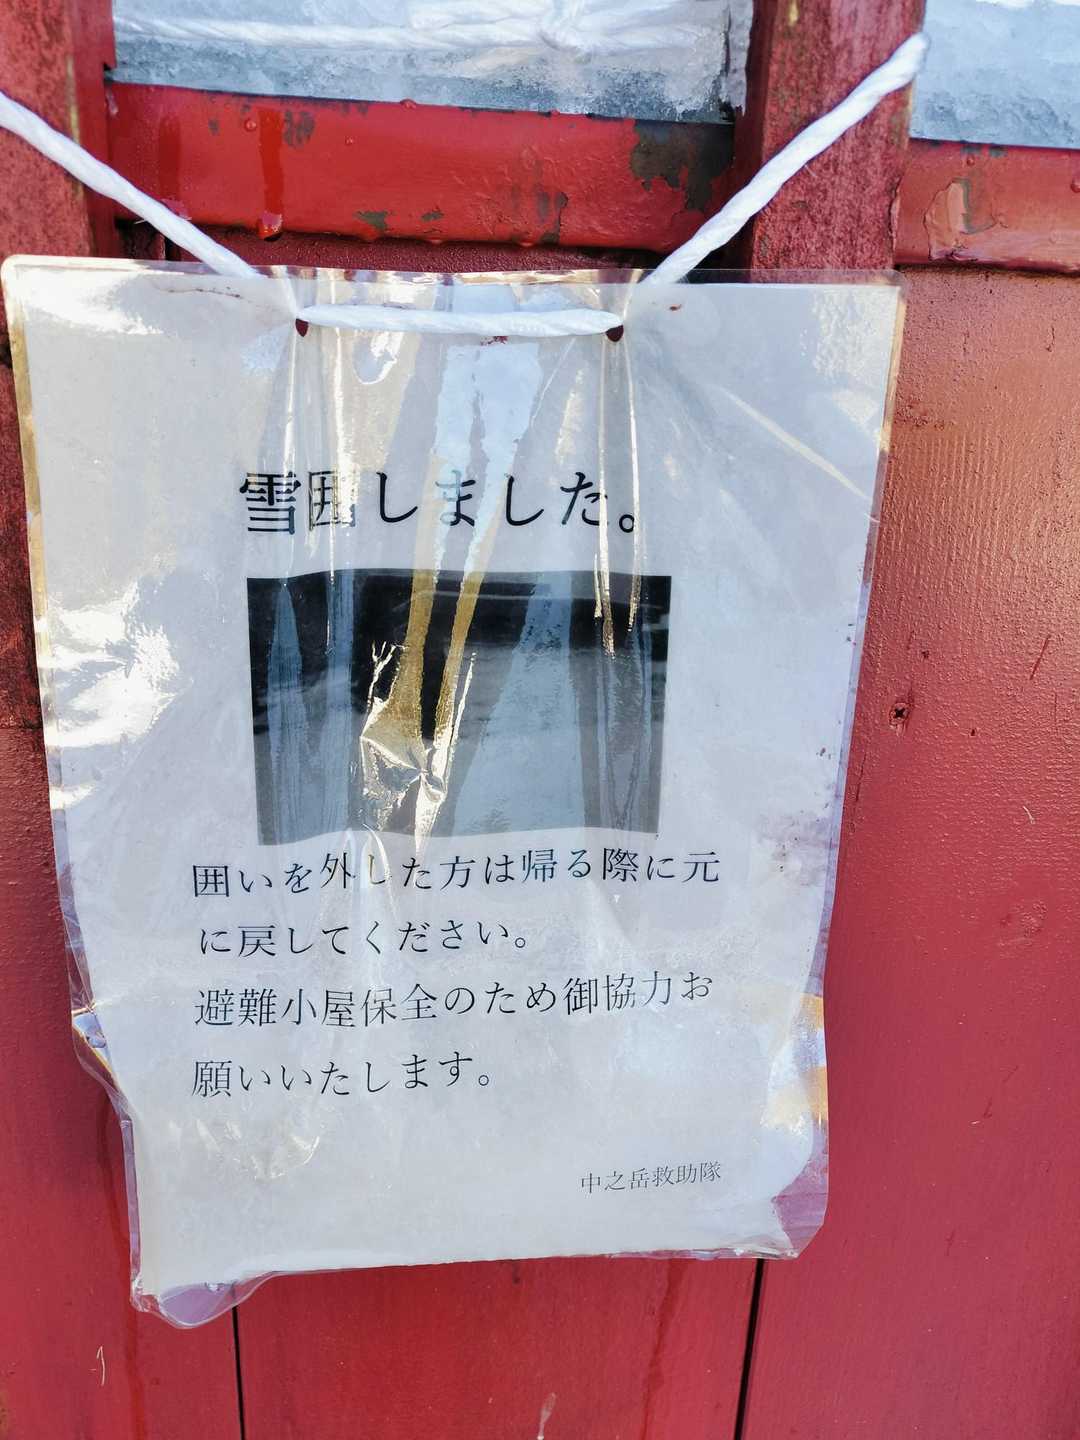 雪囲しました。
囲いを外した方は帰る際に元
に戻してください。
避難小屋保全のため御協力お
願いいたします。
中之岳救助隊